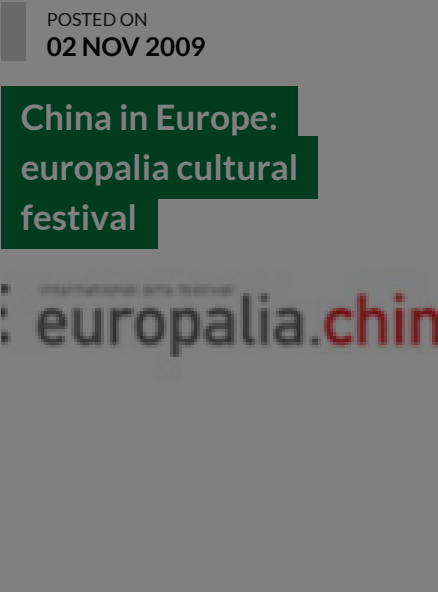 POSTED ON
02 NOV 2009
China in Europe:
europalia cultural
festival
international arts festival
europalia.chin